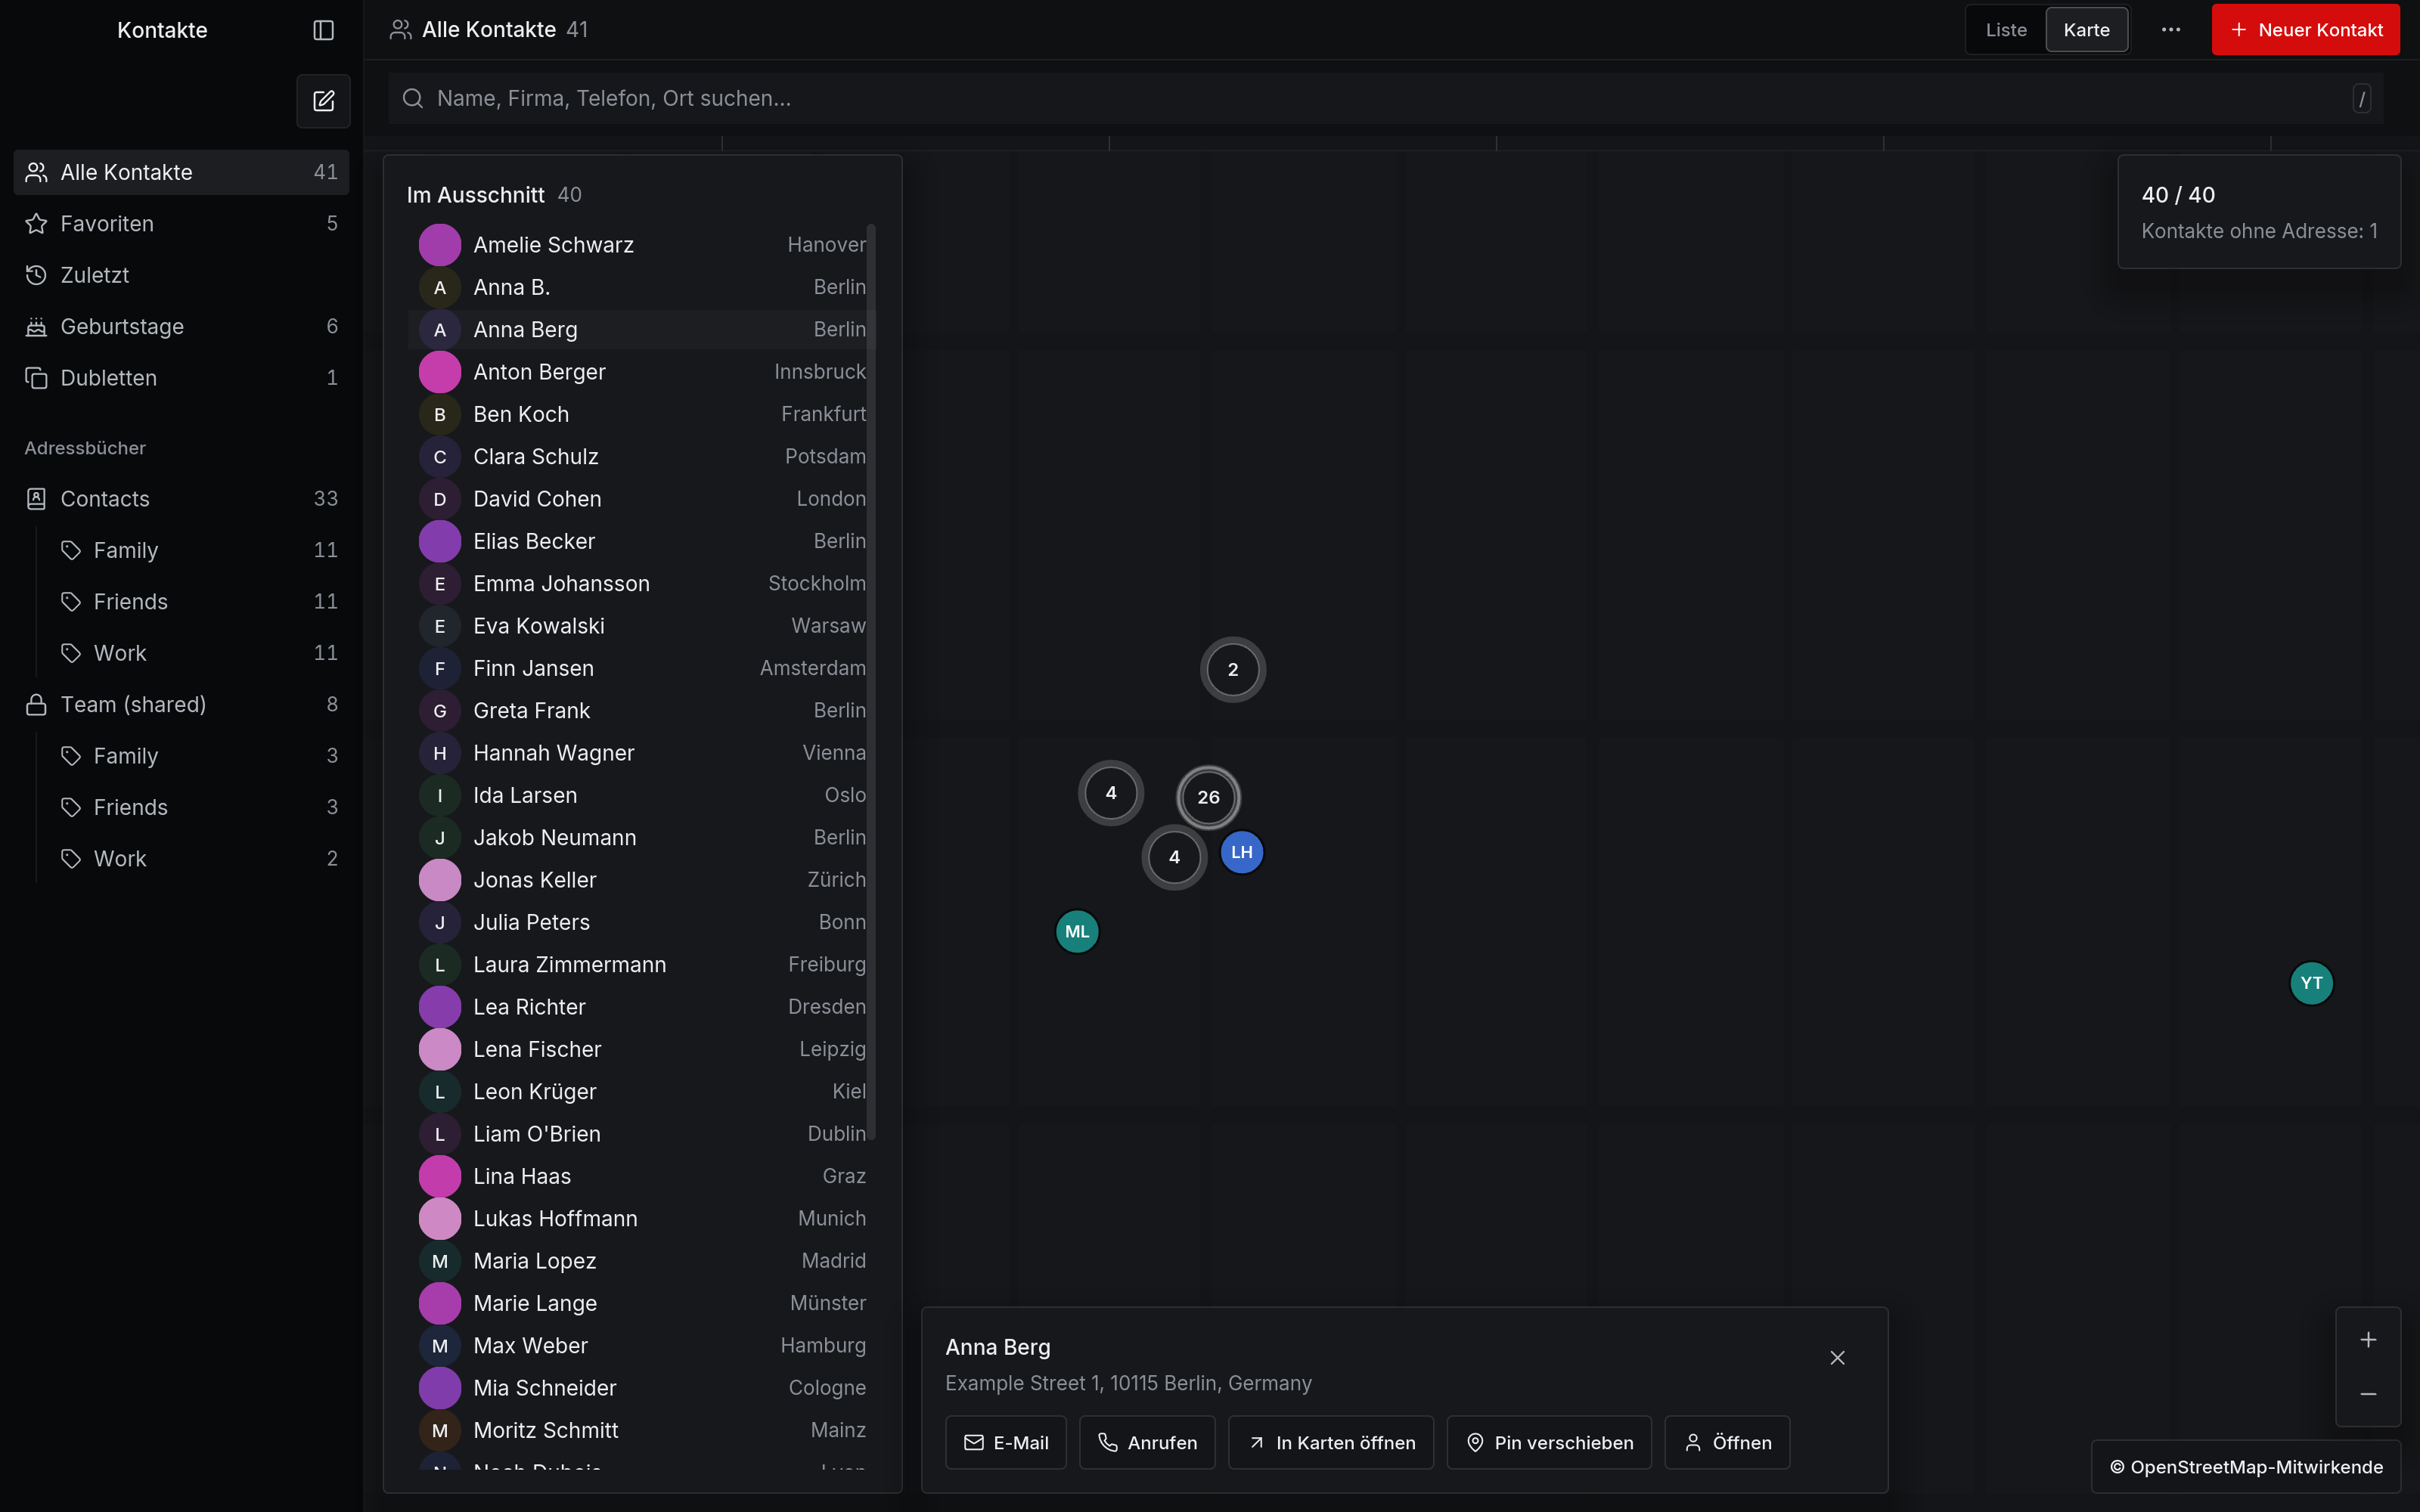 Kontakte
Alle Kontakte 41
Favoriten 5
Zuletzt
Geburtstage 6
Dubletten 1
Adressbücher
Contacts 33
Family 11
Friends 11
Work 11
Team (shared) 8
Family 3
Friends 3
Work 2
Alle Kontakte 41
Liste
Karte
Neuer Kontakt
Name, Firma, Telefon, Ort suchen...
/
Im Ausschnitt 40
Amelie Schwarz Hanover
A Anna B. Berlin
A Anna Berg Berlin
Anton Berger Innsbruck
B Ben Koch Frankfurt
C Clara Schulz Potsdam
D David Cohen London
Elias Becker Berlin
E Emma Johansson Stockholm
E Eva Kowalski Warsaw
F Finn Jansen Amsterdam
G Greta Frank Berlin
H Hannah Wagner Vienna
I Ida Larsen Oslo
J Jakob Neumann Berlin
Jonas Keller Zürich
J Julia Peters Bonn
L Laura Zimmermann Freiburg
Lea Richter Dresden
Lena Fischer Leipzig
L Leon Krüger Kiel
L Liam O'Brien Dublin
Lina Haas Graz
Lukas Hoffmann Munich
M Maria Lopez Madrid
Marie Lange Münster
M Max Weber Hamburg
Mia Schneider Cologne
M Moritz Schmitt Mainz
40 / 40
Kontakte ohne Adresse: 1
2
4
26
4
LH
ML
YT
Anna Berg
Example Street 1, 10115 Berlin, Germany
E-Mail
Anrufen
In Karten öffnen
Pin verschieben
Öffnen
© OpenStreetMap-Mitwirkende